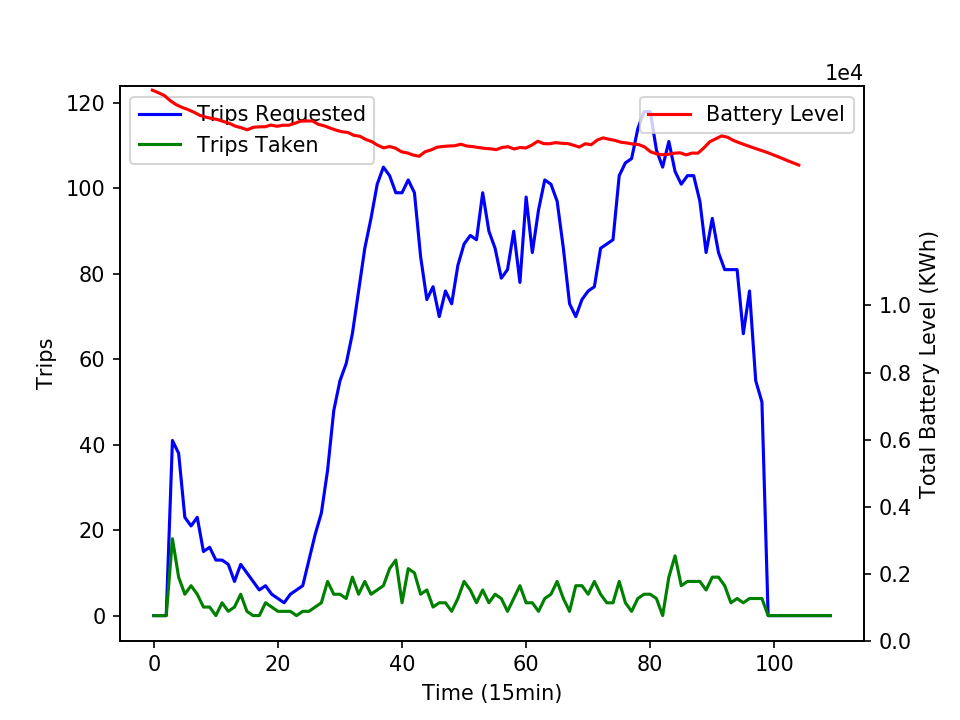 1e4
120
Trips Requested
Battery Level
Trips Taken
100
80
1.0
Trips
Total Battery Level (KWh)
60
0.8
0.6
40
0.4
20
0.2
0
0.0
0 20 40 60 80 100
Time (15min)